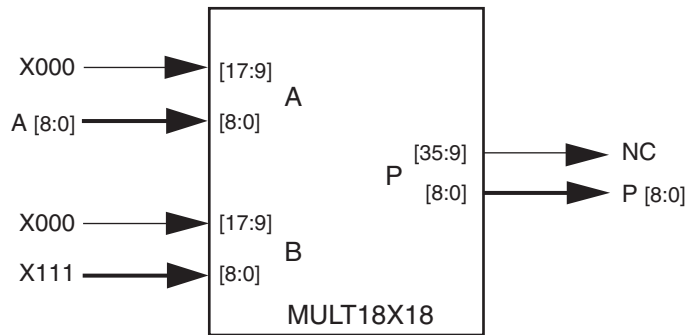 X000
[17:9]
A
A [8:0]
[8:0]
[35:9]
NC
P
[8:0]
P [8:0]
X000
[17:9]
B
X111
[8:0]
MULT18X18